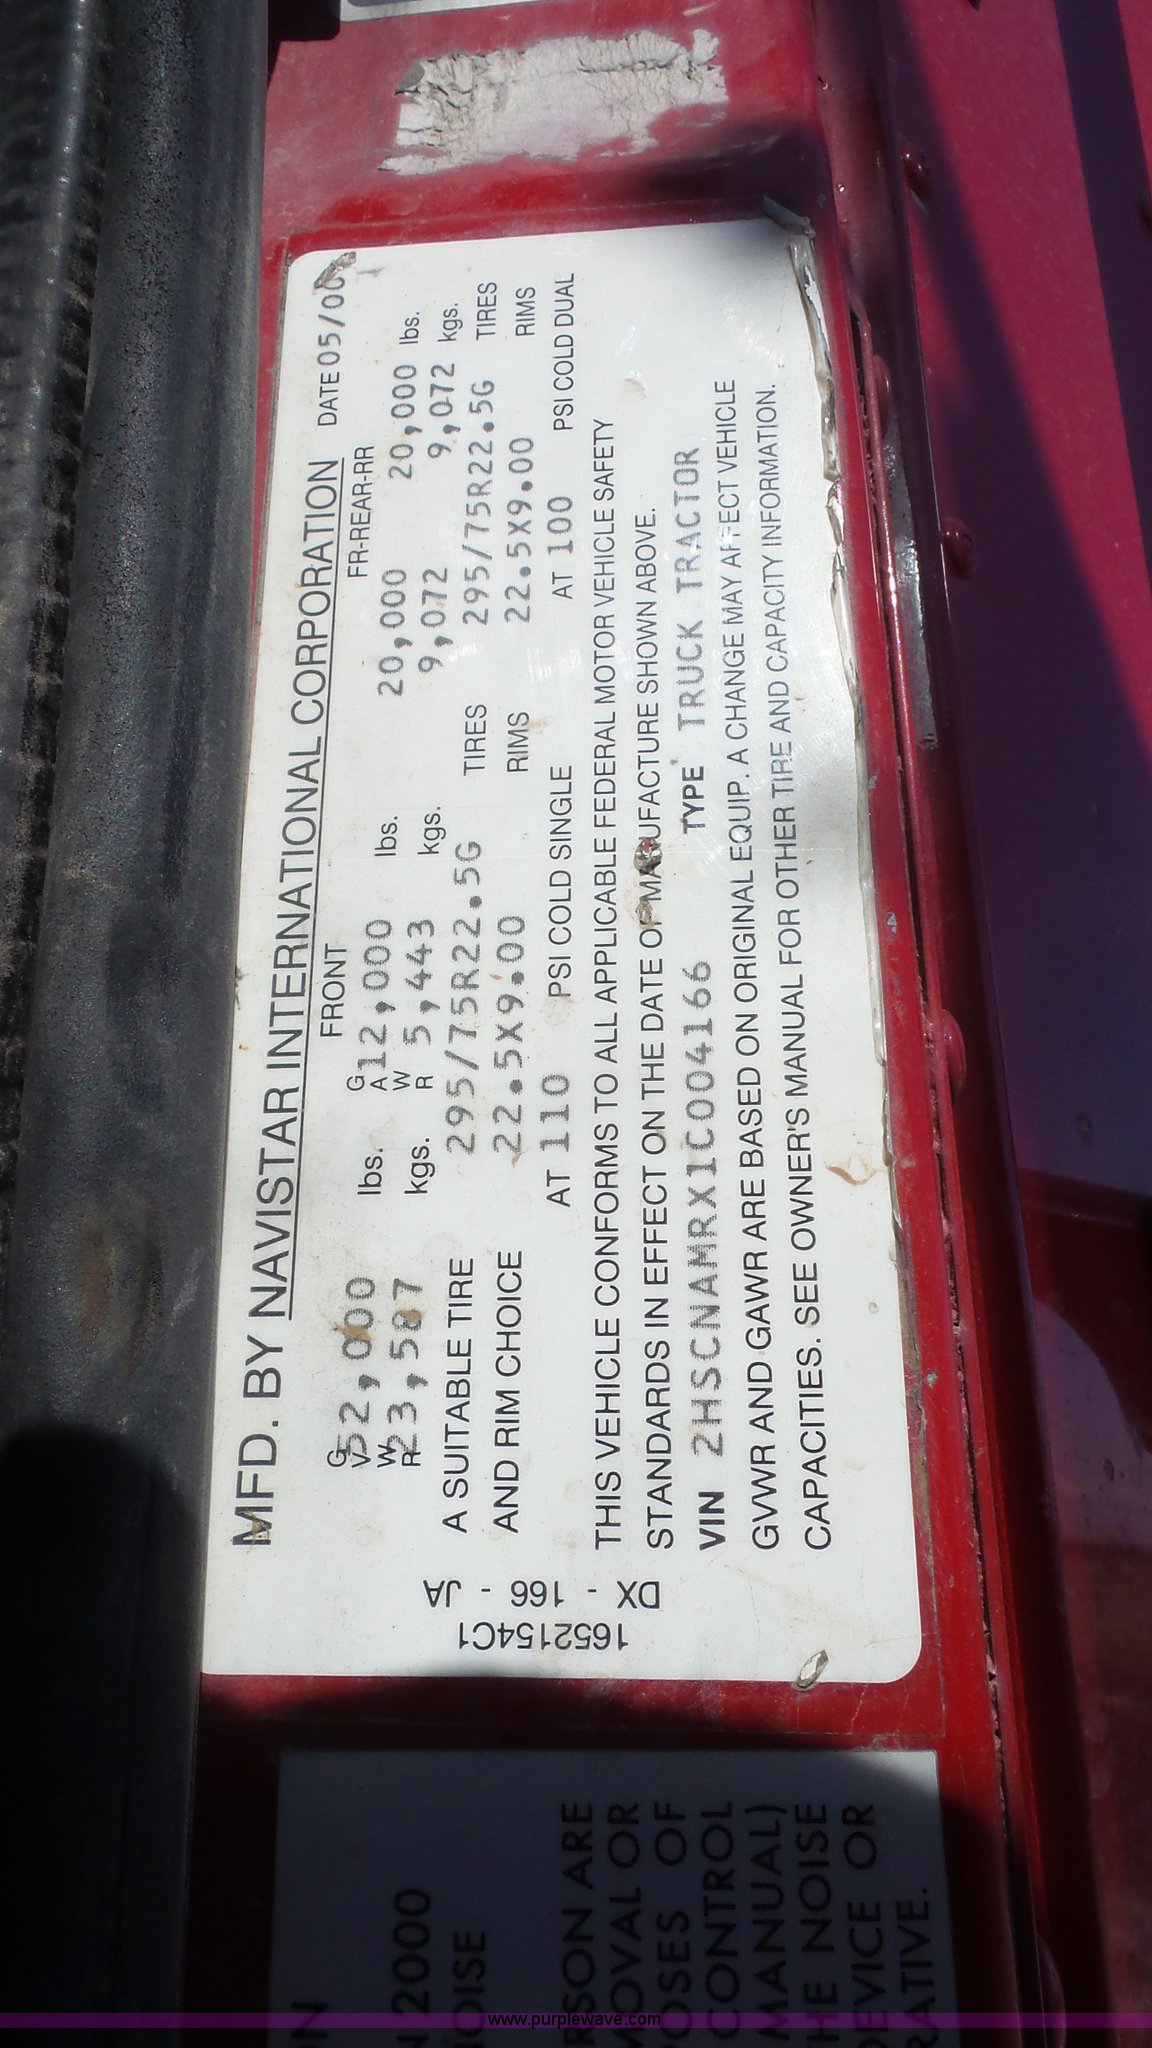 MFD. BY NAVISTAR INTERNATIONAL CORPORATION DATE 05/00
FRONT FR-REAR-RR
GVWR 52,000 lbs. GAWR 12,000 lbs. 20,000 20,000 lbs.
23,587 kgs. 5,443 kgs. 9,072 9,072 kgs.
A SUITABLE TIRE 295/75R22.5G TIRES 295/75R22.5G TIRES
AND RIM CHOICE 22.5X9.00 RIMS 22.5X9.00 RIMS
AT 110 PSI COLD SINGLE AT 100 PSI COLD DUAL
THIS VEHICLE CONFORMS TO ALL APPLICABLE FEDERAL MOTOR VEHICLE SAFETY
STANDARDS IN EFFECT ON THE DATE OF MANUFACTURE SHOWN ABOVE.
VIN 2HSCNAMRX1C004166 TYPE TRUCK TRACTOR
GVWR AND GAWR ARE BASED ON ORIGINAL EQUIP. A CHANGE MAY AFFECT VEHICLE
CAPACITIES. SEE OWNER'S MANUAL FOR OTHER TIRE AND CAPACITY INFORMATION.
1652154C1
DX - 166 - JA
N 2000
OISE
RSON ARE
MOVAL OR
OSES OF
CONTROL
MANUAL)
HE NOISE
DEVICE OR
RATIVE.
www.purplewave.com